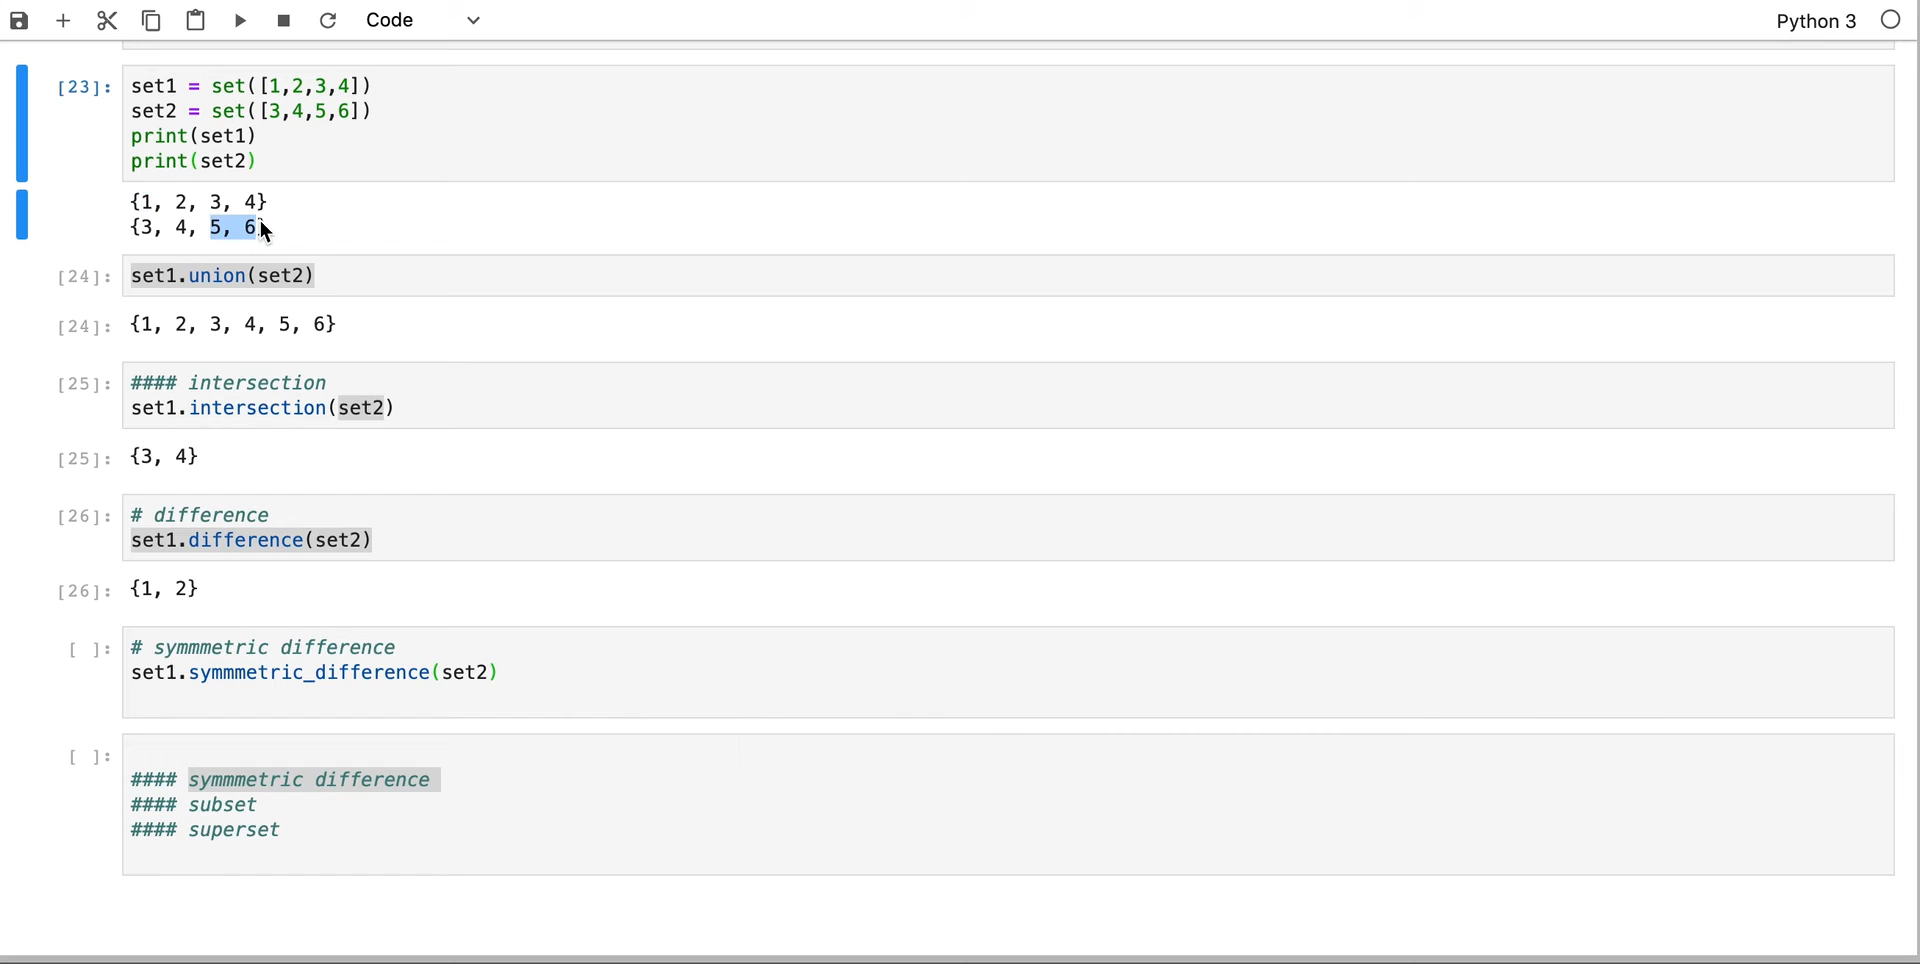 Code
Python 3
[23]:
set1 = set([1,2,3,4])
set2 = set([3,4,5,6])
print(set1)
print(set2)
{1, 2, 3, 4}
{3, 4, 5, 6}
[24]:
set1.union(set2)
[24]:
{1, 2, 3, 4, 5, 6}
[25]:
#### intersection
set1.intersection(set2)
[25]:
{3, 4}
[26]:
# difference
set1.difference(set2)
[26]:
{1, 2}
[ ]:
# symmmetric difference
set1.symmmetric_difference(set2)
[ ]:
#### symmmetric difference
#### subset
#### superset